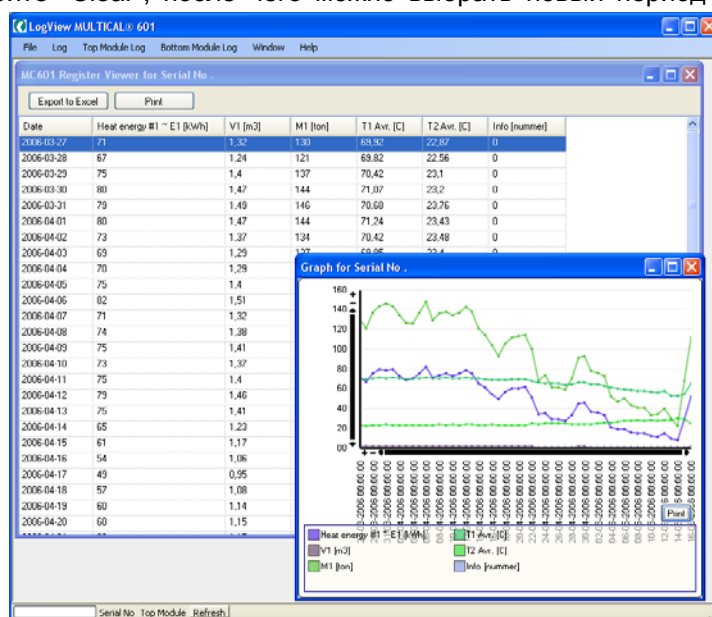 "Clear", после чего можно выбрать новый период
LogView MULTICAL® 601
File Log Top Module Log Bottom Module Log Window Help
MC601 Register Viewer for Serial No .
Export to Excel Print
Date Heat energy #1 ~ E1 [kWh] V1 [m3] M1 [ton] T1 Avr. [C] T2 Avr. [C] Info [nummer]
2006-03-27 71 1,32 130 69,92 22,87 0
2006-03-28 67 1,24 121 69,82 22,56 0
2006-03-29 75 1,4 137 70,42 23,1 0
2006-03-30 80 1,47 144 71,07 23,2 0
2006-03-31 79 1,49 146 70,68 23,76 0
2006-04-01 80 1,47 144 71,24 23,43 0
2006-04-02 73 1,37 134 70,42 23,48 0
2006-04-03 69 1,29
2006-04-04 70 1,29
2006-04-05 75 1,4
2006-04-06 82 1,51
2006-04-07 71 1,32
2006-04-08 74 1,38
2006-04-09 75 1,41
2006-04-10 73 1,37
2006-04-11 75 1,4
2006-04-12 79 1,46
2006-04-13 75 1,41
2006-04-14 65 1,23
2006-04-15 61 1,17
2006-04-16 54 1,06
2006-04-17 49 0,95
2006-04-18 57 1,08
2006-04-19 60 1,14
2006-04-20 60 1,15
Graph for Serial No .
160
140
120
100
80
60
40
20
00
Print
Heat energy #1 ~ E1 [kWh] T1 Avr. [C]
V1 [m3] T2 Avr. [C]
M1 [ton] Info [nummer]
Serial No Top Module Refresh